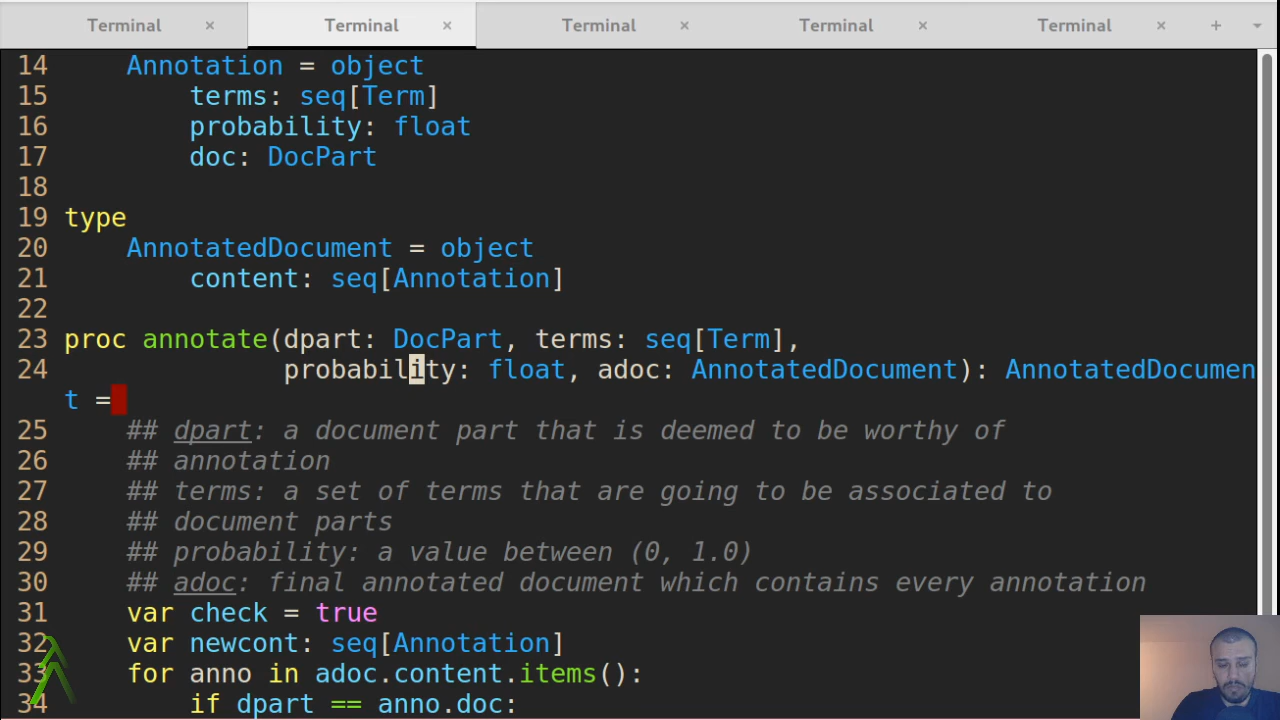 Terminal × Terminal × Terminal × Terminal × Terminal × +
14 Annotation = object
15 terms: seq[Term]
16 probability: float
17 doc: DocPart
18
19 type
20 AnnotatedDocument = object
21 content: seq[Annotation]
22
23 proc annotate(dpart: DocPart, terms: seq[Term],
24 probability: float, adoc: AnnotatedDocument): AnnotatedDocumen
t =
25 ## dpart: a document part that is deemed to be worthy of
26 ## annotation
27 ## terms: a set of terms that are going to be associated to
28 ## document parts
29 ## probability: a value between (0, 1.0)
30 ## adoc: final annotated document which contains every annotation
31 var check = true
32 var newcont: seq[Annotation]
33 for anno in adoc.content.items():
34 if dpart == anno.doc: